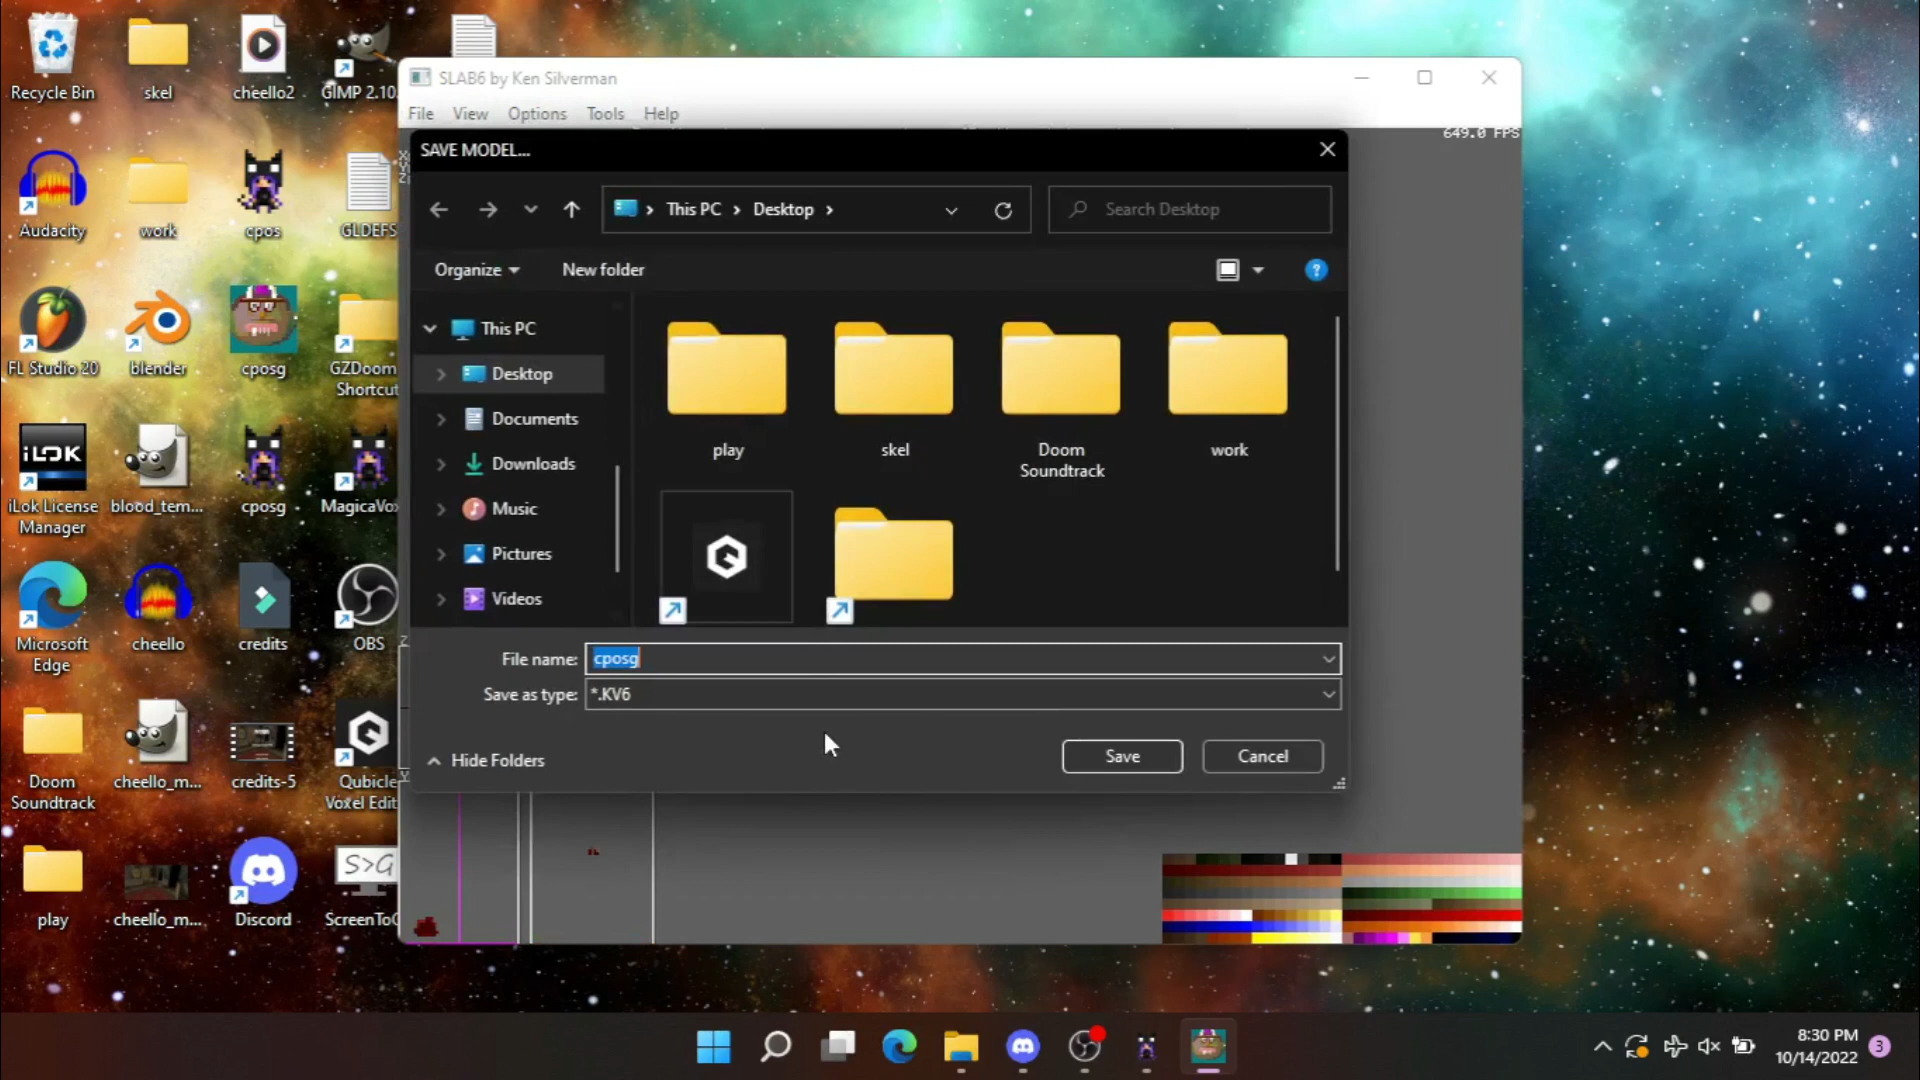 Recycle Bin
skel
cheello2
GIMP 2.10.
Audacity
work
cpos
GLDEFS
FL Studio 20
blender
cposg
GZDoom
Shortcut
iLOK
iLok License
Manager
blood_tem...
cposg
MagicaVox
Microsoft
Edge
cheello
credits
OBS
Doom
Soundtrack
cheello_m...
credits-5
Qubicle
Voxel Edit
play
cheello_m...
Discord
S>G
ScreenToG
SLAB6 by Ken Silverman
File View Options Tools Help
649.0 FPS
SAVE MODEL...
This PC
Desktop
Search Desktop
Organize
New folder
?
This PC
Desktop
Documents
Downloads
Music
Pictures
Videos
play
skel
Doom
Soundtrack
work
File name: cposg
Save as type: *.KV6
Hide Folders
Save
Cancel
8:30 PM
10/14/2022
3